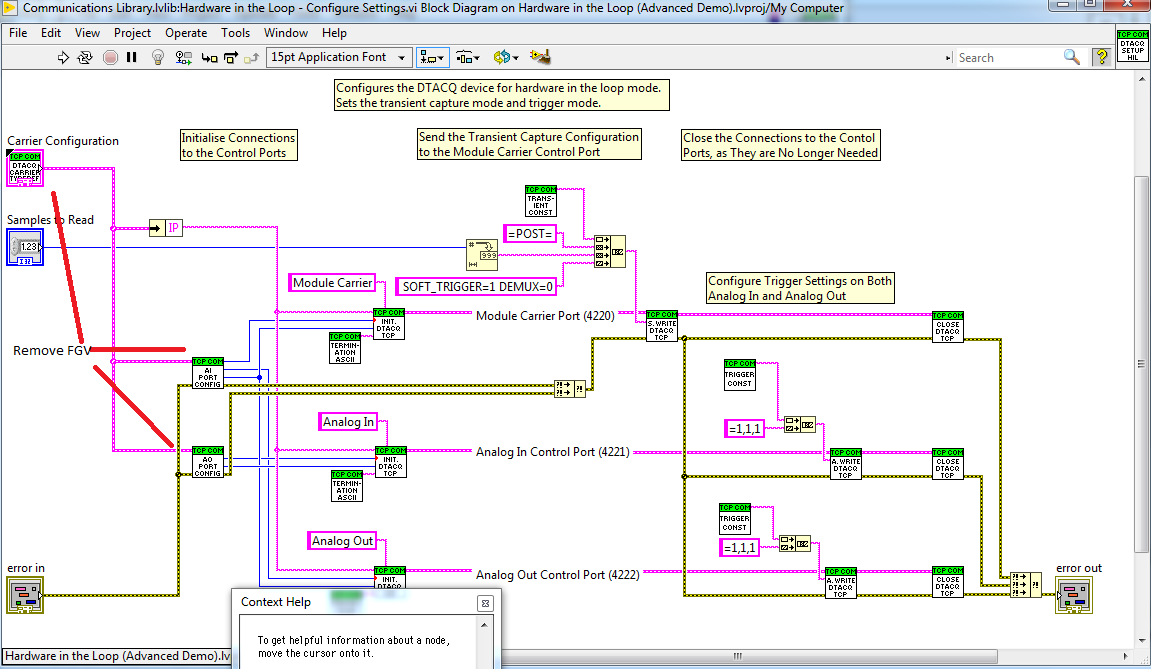 Communications Library.lvlib:Hardware in the Loop - Configure Settings.vi Block Diagram on Hardware in the Loop (Advanced Demo).lvproj/My Computer
File Edit View Project Operate Tools Window Help
15pt Application Font
Search
?
TCP COM
DTACQ
SETUP
HIL
Configures the DTACQ device for hardware in the loop mode.
Sets the transient capture mode and trigger mode.
Carrier Configuration
Initialise Connections
to the Control Ports
Send the Transient Capture Configuration
to the Module Carrier Control Port
Close the Connections to the Contol
Ports, as They are No Longer Needed
TCP COM
DTACQ
CARRIER
TYPEDEF
Samples to Read
1.23
I32
IP
TCP COM
TRANS-
IENT
CONST
=POST=
#
999
SOFT_TRIGGER=1 DEMUX=0
Configure Trigger Settings on Both
Analog In and Analog Out
Module Carrier
TCP COM
INIT.
DTACQ
TCP
Module Carrier Port (4220)
TCP COM
S.WRITE
DTACQ
TCP
TCP COM
CLOSE
DTACQ
TCP
TCP COM
TERMIN-
ATION
ASCII
Remove FGV
TCP COM
AI
PORT
CONFIG
TCP COM
TRIGGER
CONST
=1,1,1
Analog In
TCP COM
AO
PORT
CONFIG
TCP COM
INIT.
DTACQ
TCP
Analog In Control Port (4221)
TCP COM
A.WRITE
DTACQ
TCP
TCP COM
CLOSE
DTACQ
TCP
TCP COM
TERMIN-
ATION
ASCII
TCP COM
TRIGGER
CONST
=1,1,1
Analog Out
TCP COM
INIT.
DTACQ
Analog Out Control Port (4222)
TCP COM
A.WRITE
DTACQ
TCP
TCP COM
CLOSE
DTACQ
TCP
error in
error out
Context Help
To get helpful information about a node,
move the cursor onto it.
Hardware in the Loop (Advanced Demo).lv